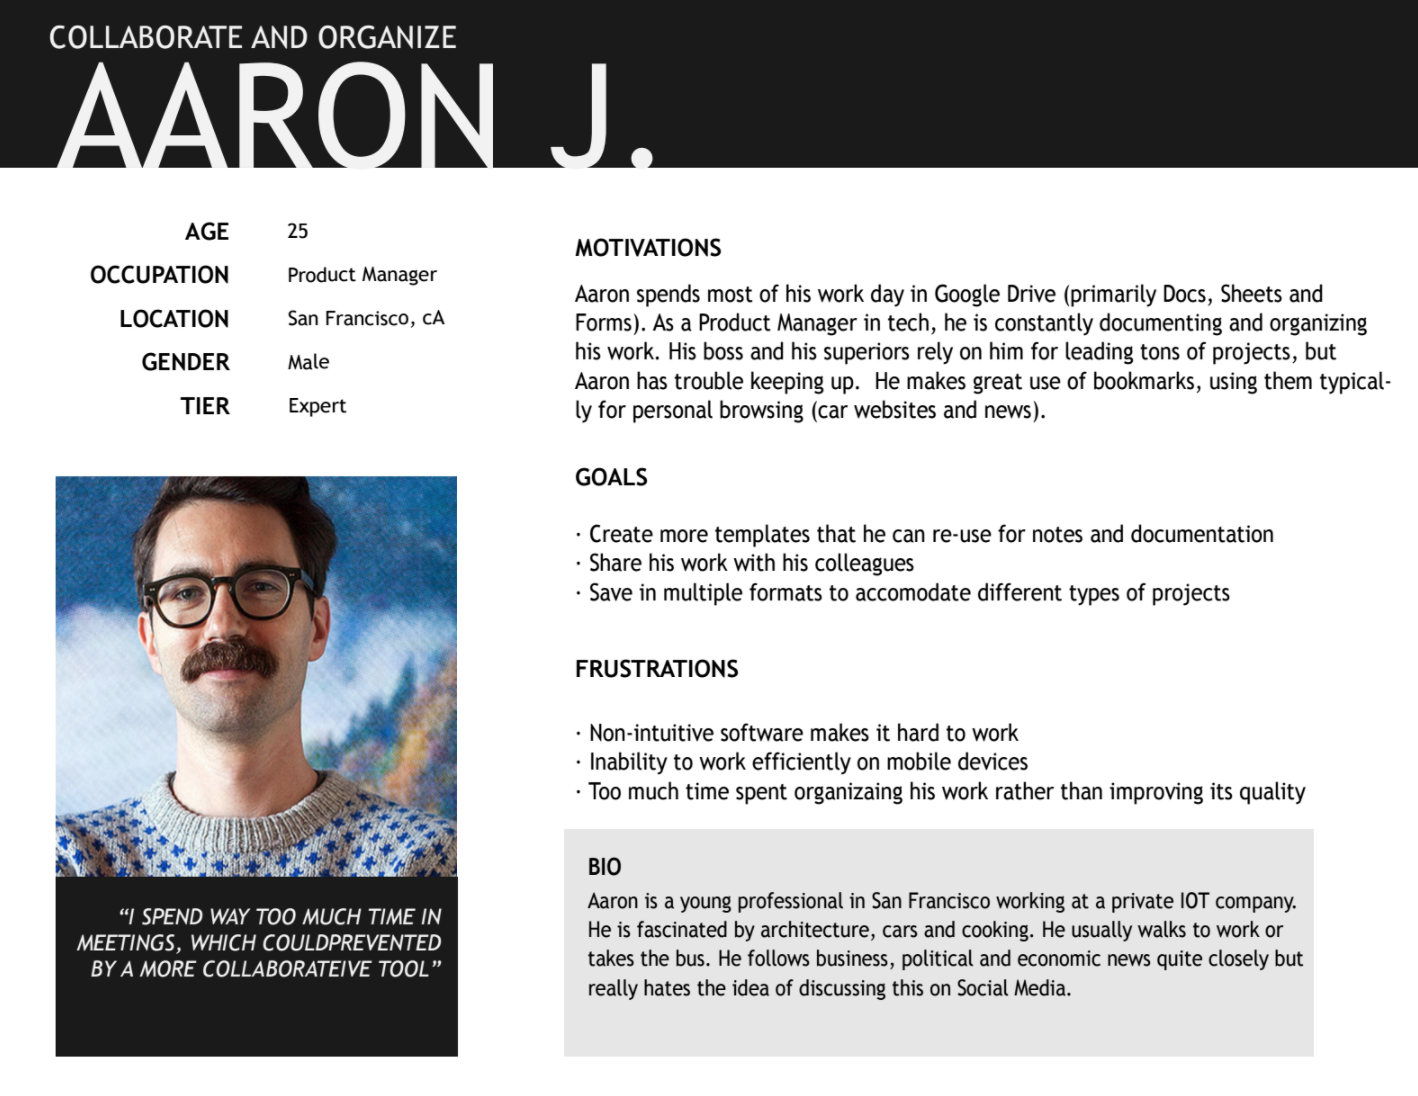 COLLABORATE AND ORGANIZE
AARON J.
AGE 25
OCCUPATION Product Manager
LOCATION San Francisco, cA
GENDER Male
TIER Expert
“I SPEND WAY TOO MUCH TIME IN
MEETINGS, WHICH COULDPREVENTED
BY A MORE COLLABORATEIVE TOOL”
MOTIVATIONS
Aaron spends most of his work day in Google Drive (primarily Docs, Sheets and
Forms). As a Product Manager in tech, he is constantly documenting and organizing
his work. His boss and his superiors rely on him for leading tons of projects, but
Aaron has trouble keeping up.  He makes great use of bookmarks, using them typical-
ly for personal browsing (car websites and news).
GOALS
· Create more templates that he can re-use for notes and documentation
· Share his work with his colleagues
· Save in multiple formats to accomodate different types of projects
FRUSTRATIONS
· Non-intuitive software makes it hard to work
· Inability to work efficiently on mobile devices
· Too much time spent organizaing his work rather than improving its quality
BIO
Aaron is a young professional in San Francisco working at a private IOT company.
He is fascinated by architecture, cars and cooking. He usually walks to work or
takes the bus. He follows business, political and economic news quite closely but
really hates the idea of discussing this on Social Media.